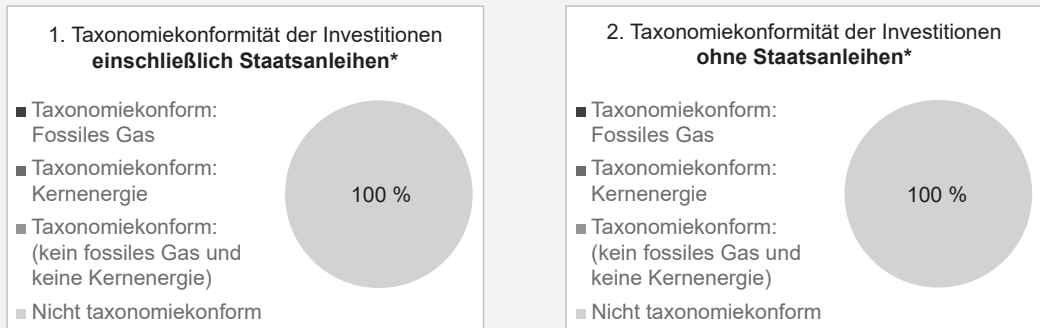 1. Taxonomiekonformität der Investitionen
einschließlich Staatsanleihen*
Taxonomiekonform:
Fossiles Gas
Taxonomiekonform:
Kernenergie
Taxonomiekonform:
(kein fossiles Gas und
keine Kernenergie)
Nicht taxonomiekonform
100 %
2. Taxonomiekonformität der Investitionen
ohne Staatsanleihen*
Taxonomiekonform:
Fossiles Gas
Taxonomiekonform:
Kernenergie
Taxonomiekonform:
(kein fossiles Gas und
keine Kernenergie)
Nicht taxonomiekonform
100 %